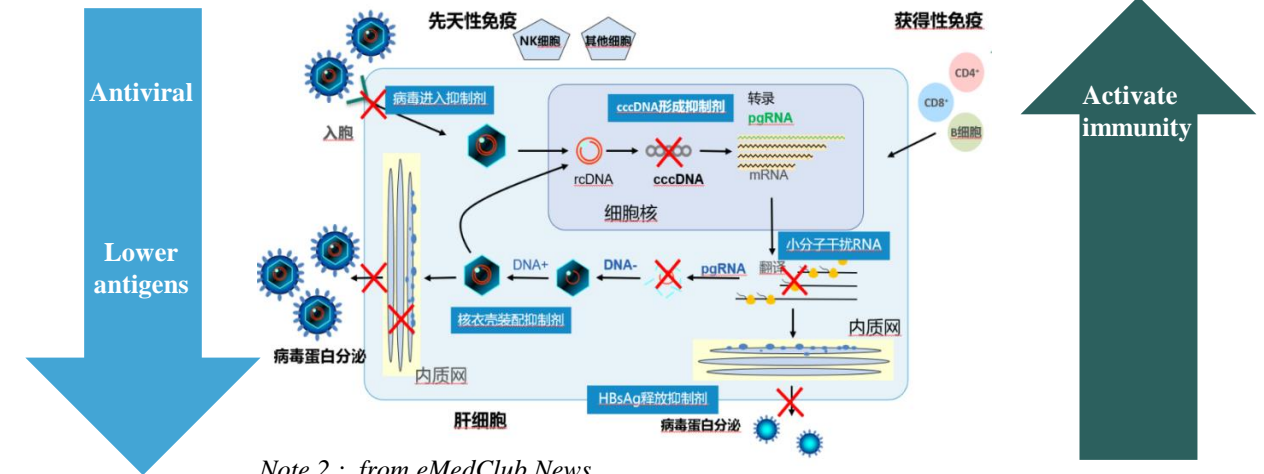 先天性免疫
NK细胞
其他细胞
获得性免疫
Antiviral
病毒进入抑制剂
cccDNA形成抑制剂
转录
pgRNA
CD4⁺
CD8⁺
B细胞
Activate
immunity
入胞
rcDNA
cccDNA
mRNA
细胞核
小分子干扰RNA
Lower
antigens
DNA+
DNA-
pgRNA
翻译
核衣壳装配抑制剂
内质网
病毒蛋白分泌
内质网
HBsAg释放抑制剂
肝细胞
病毒蛋白分泌
Note 2 : from eMedClub News